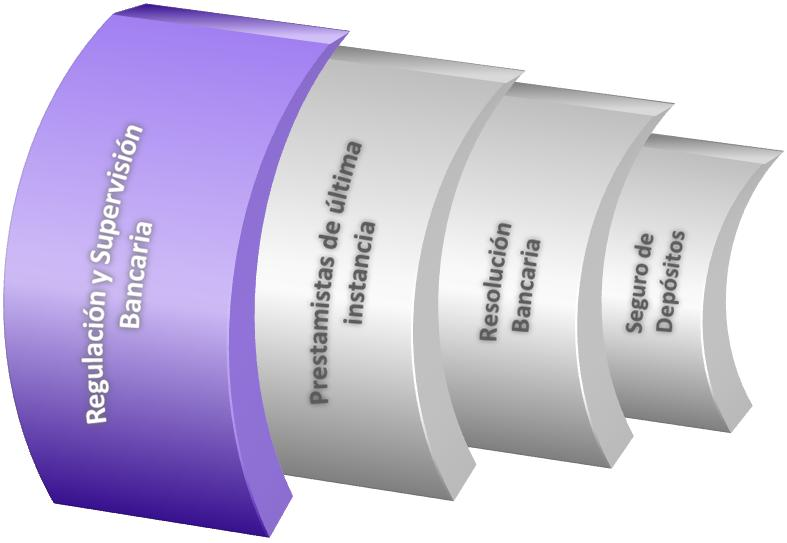 Regulación y Supervisión
Bancaria
Prestamistas de última
instancia
Resolución
Bancaria
Seguro de
Depósitos